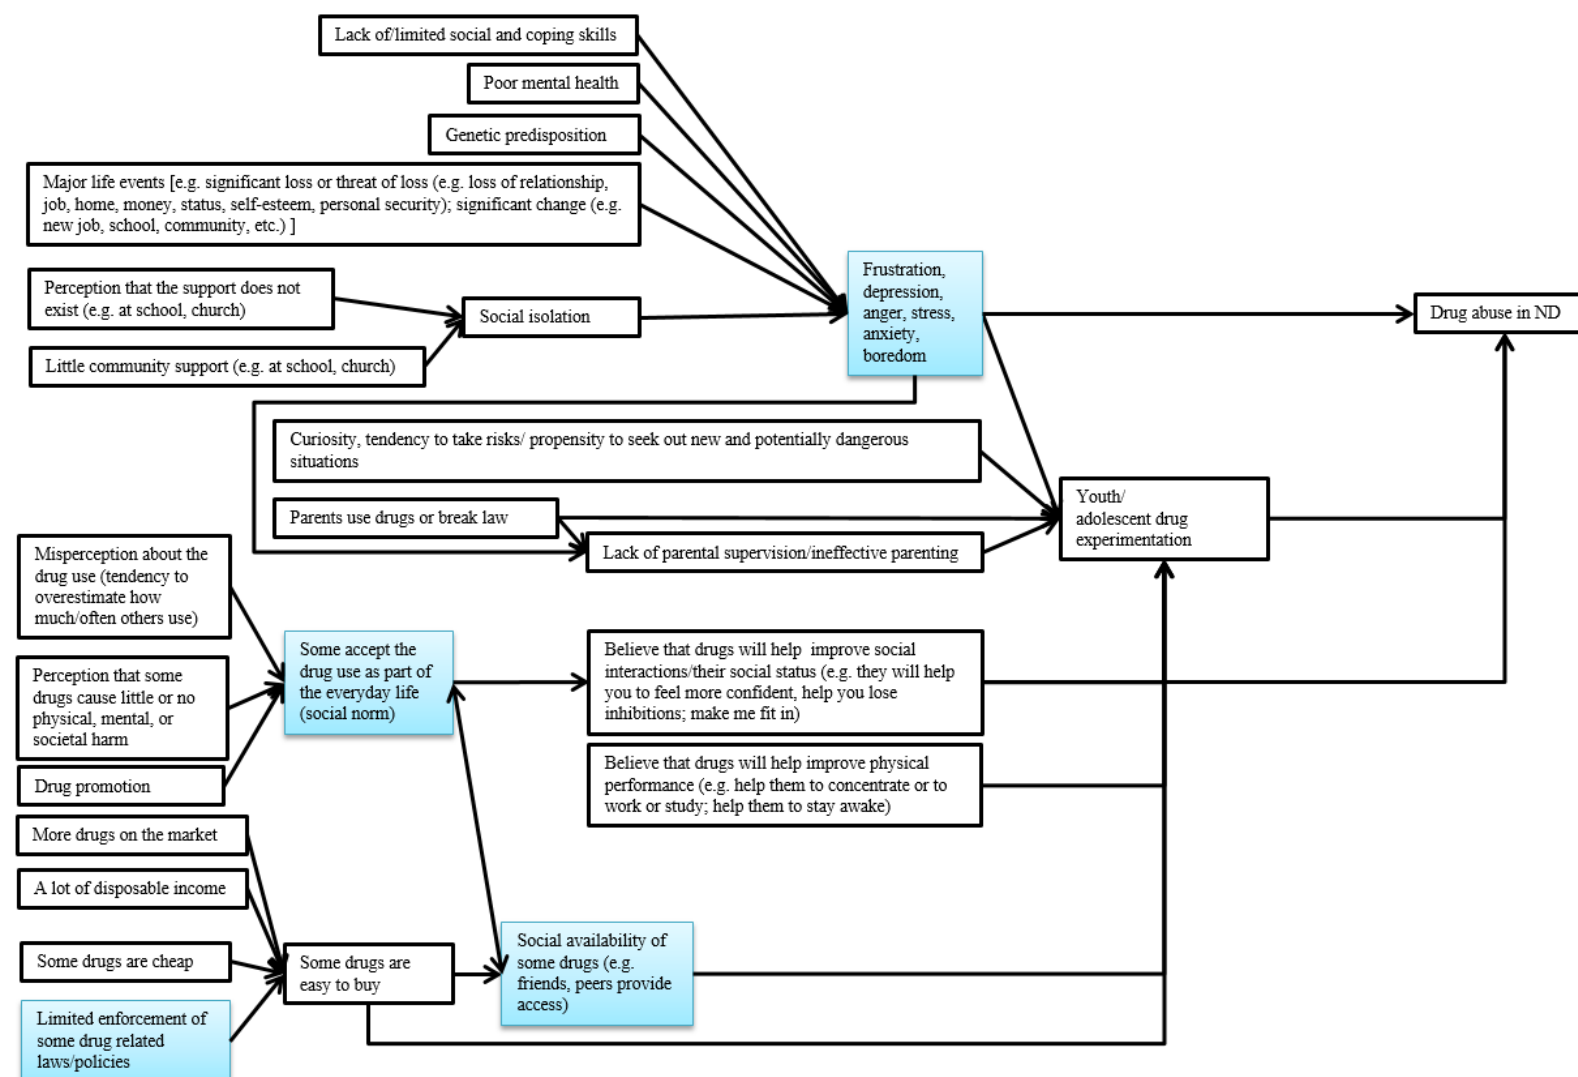 Lack of/limited social and coping skills
Poor mental health
Genetic predisposition
Major life events [e.g. significant loss or threat of loss (e.g. loss of relationship,
job, home, money, status, self-esteem, personal security); significant change (e.g.
new job, school, community, etc.) ]
Perception that the support does not
exist (e.g. at school, church)
Social isolation
Little community support (e.g. at school, church)
Frustration,
depression,
anger, stress,
anxiety,
boredom
Drug abuse in ND
Curiosity, tendency to take risks/ propensity to seek out new and potentially dangerous
situations
Parents use drugs or break law
Lack of parental supervision/ineffective parenting
Youth/
adolescent drug
experimentation
Misperception about the
drug use (tendency to
overestimate how
much/often others use)
Perception that some
drugs cause little or no
physical, mental, or
societal harm
Drug promotion
Some accept the
drug use as part of
the everyday life
(social norm)
Believe that drugs will help improve social
interactions/their social status (e.g. they will help
you to feel more confident, help you lose
inhibitions; make me fit in)
Believe that drugs will help improve physical
performance (e.g. help them to concentrate or to
work or study; help them to stay awake)
More drugs on the market
A lot of disposable income
Some drugs are cheap
Limited enforcement of
some drug related
laws/policies
Some drugs are
easy to buy
Social availability of
some drugs (e.g.
friends, peers provide
access)